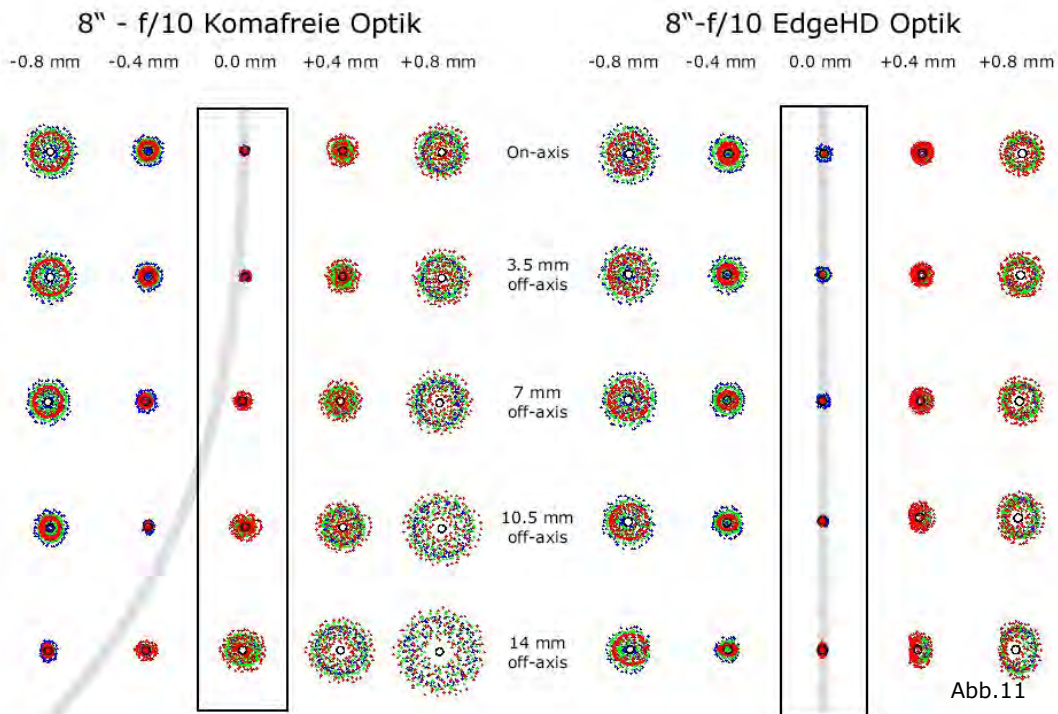 8“ - f/10 Komafreie Optik
8“-f/10 EdgeHD Optik
-0.8 mm -0.4 mm 0.0 mm +0.4 mm +0.8 mm
-0.8 mm -0.4 mm 0.0 mm +0.4 mm +0.8 mm
On-axis
3.5 mm
off-axis
7 mm
off-axis
10.5 mm
off-axis
14 mm
off-axis
Abb.11